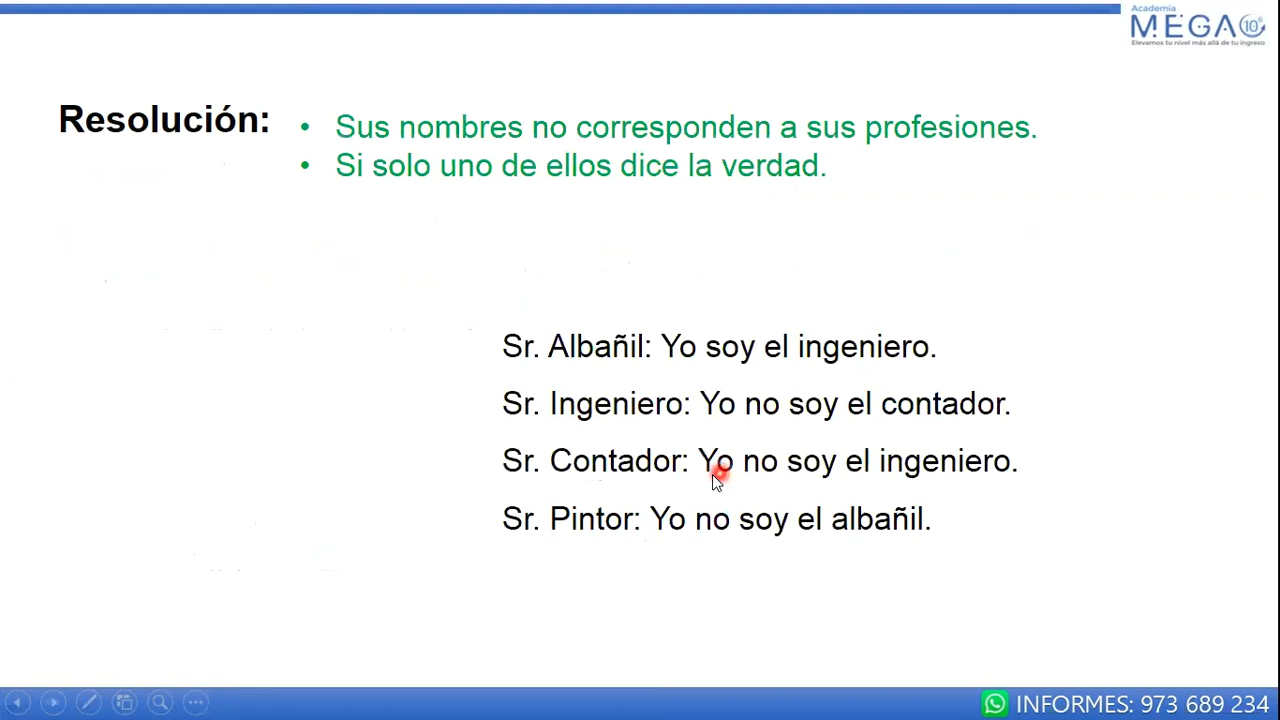 Academia
MEGA 10⁶
Elevamos tu nivel más allá de tu ingreso
Resolución:
• Sus nombres no corresponden a sus profesiones.
• Si solo uno de ellos dice la verdad.
Sr. Albañil: Yo soy el ingeniero.
Sr. Ingeniero: Yo no soy el contador.
Sr. Contador: Yo no soy el ingeniero.
Sr. Pintor: Yo no soy el albañil.
INFORMES: 973 689 234